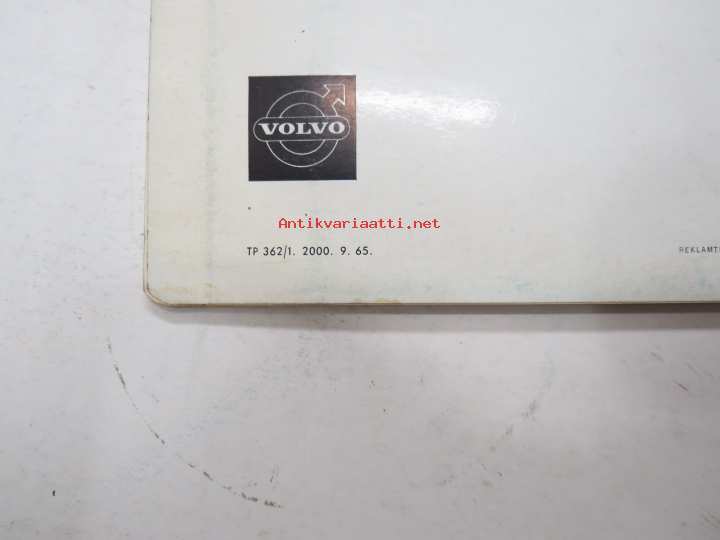 VOLVO
Antikvariaatti.net
TP 362/1. 2000. 9. 65.